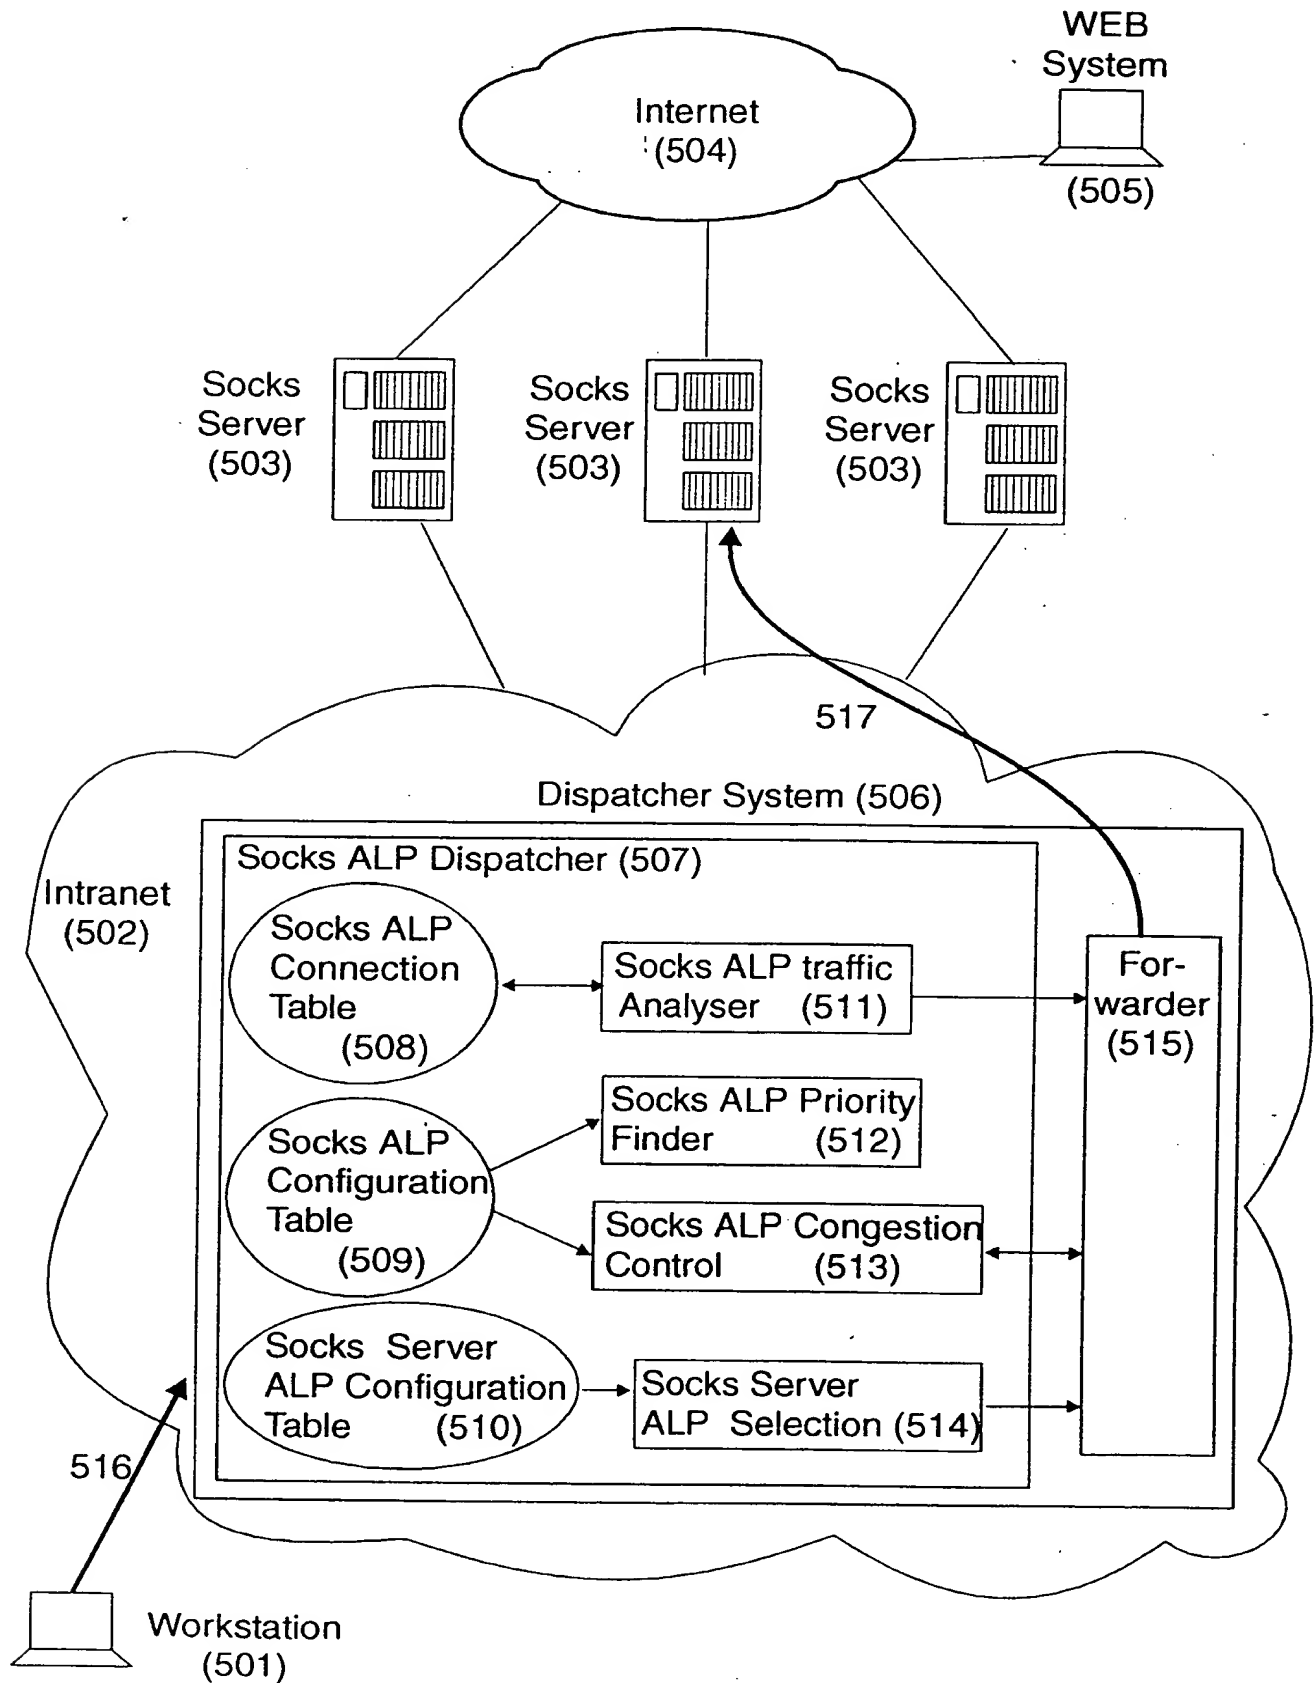 WEB
System
(505)
Internet
(504)
Socks
Server
(503)
Socks
Server
(503)
Socks
Server
(503)
517
Dispatcher System (506)
Socks ALP Dispatcher (507)
Intranet
(502)
Socks ALP
Connection
Table
(508)
Socks ALP traffic
Analyser (511)
For-
warder
(515)
Socks ALP Priority
Finder (512)
Socks ALP
Configuration
Table
(509)
Socks ALP Congestion
Control (513)
Socks Server
ALP Configuration
Table (510)
Socks Server
ALP Selection (514)
516
Workstation
(501)